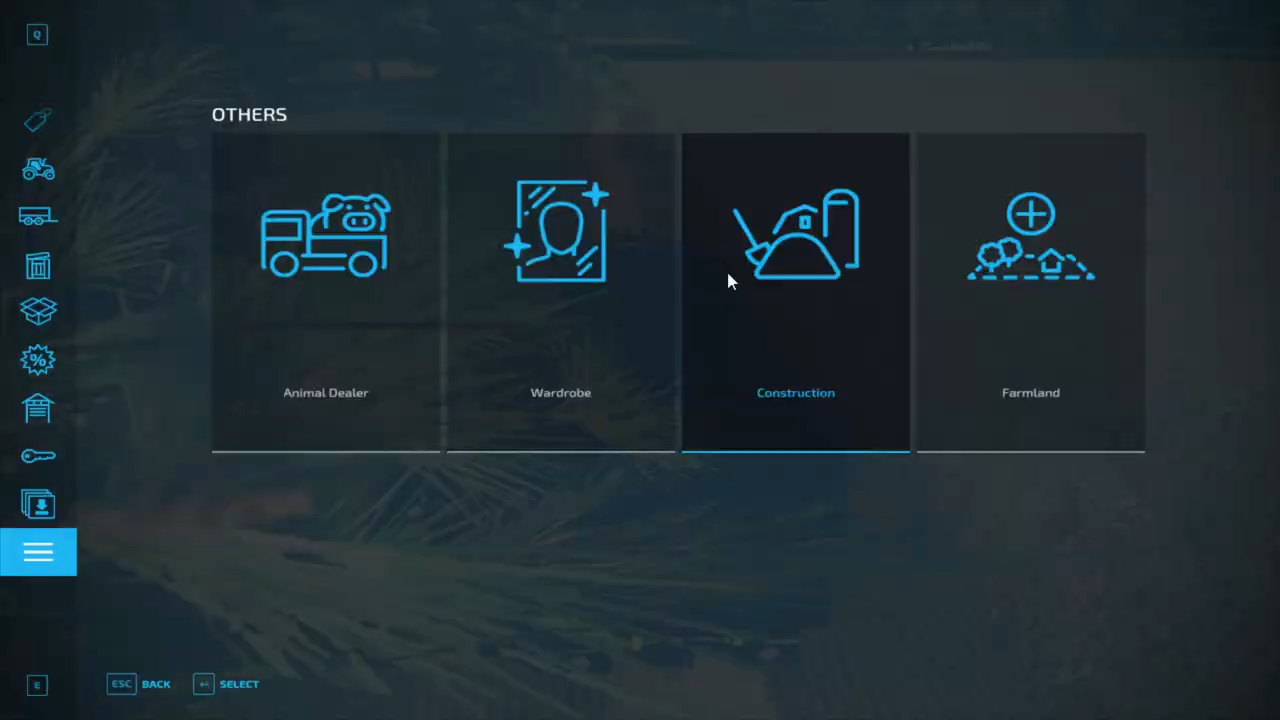 Q
OTHERS
Animal Dealer
Wardrobe
Construction
Farmland
%
E
ESC BACK
SELECT